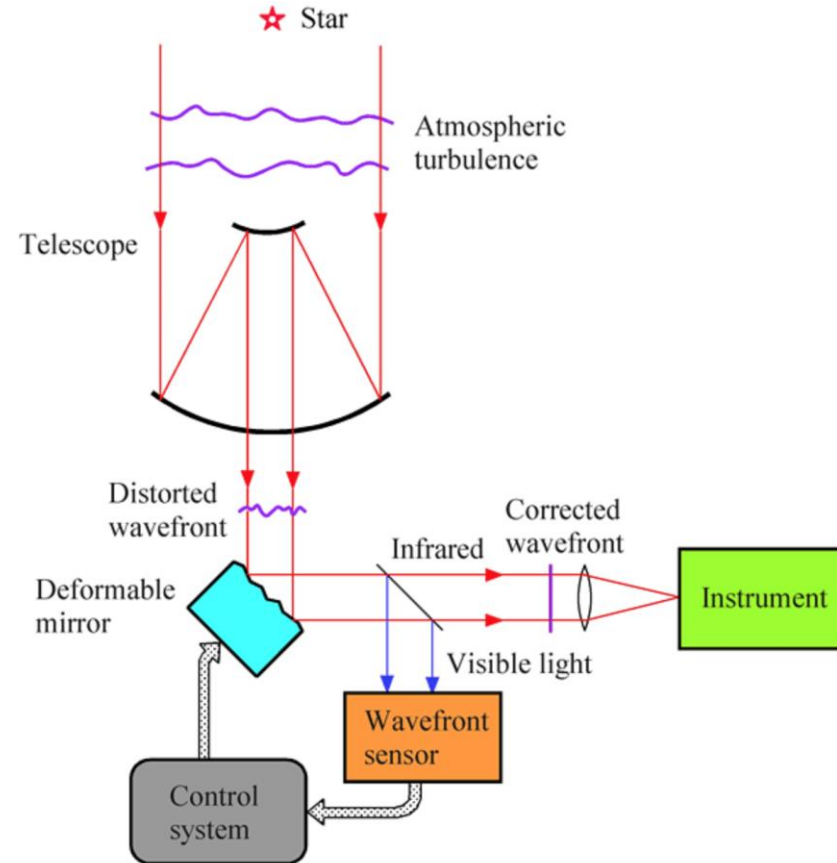 Star
Atmospheric
turbulence
Telescope
Distorted
wavefront
Infrared
Corrected
wavefront
Deformable
mirror
Instrument
Visible light
Wavefront
sensor
Control
system